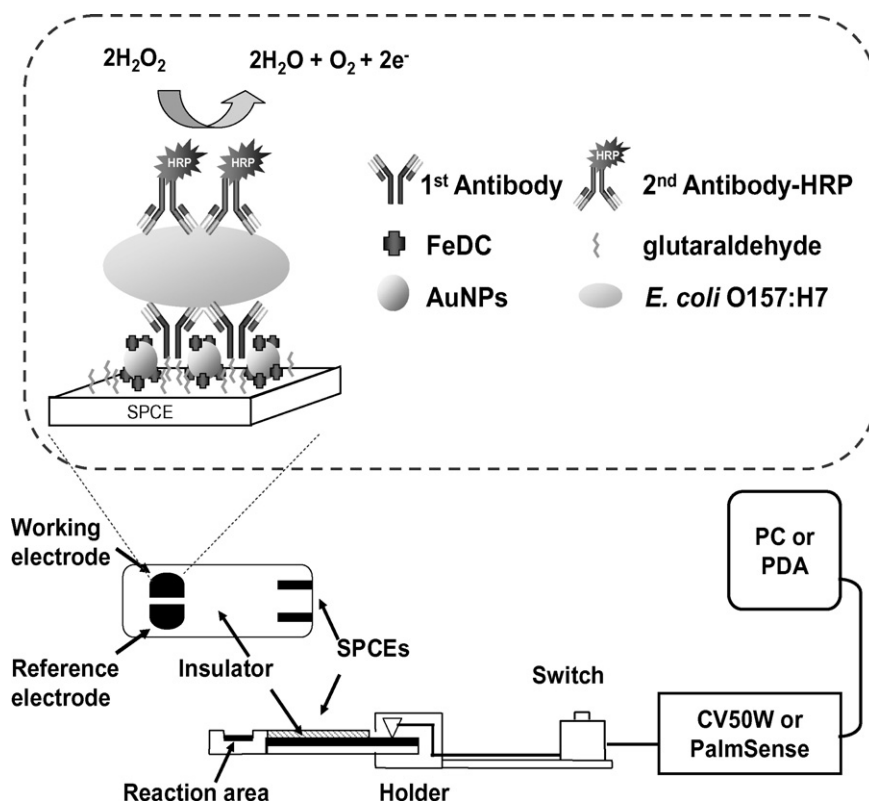 2H₂O₂
2H₂O + O₂ + 2e⁻
HRP
HRP
1ˢᵗ Antibody
HRP
2ⁿᵈ Antibody-HRP
FeDC
glutaraldehyde
AuNPs
E. coli O157:H7
SPCE
Working
electrode
Reference
electrode
Insulator
SPCEs
Reaction area
Holder
Switch
PC or
PDA
CV50W or
PalmSense